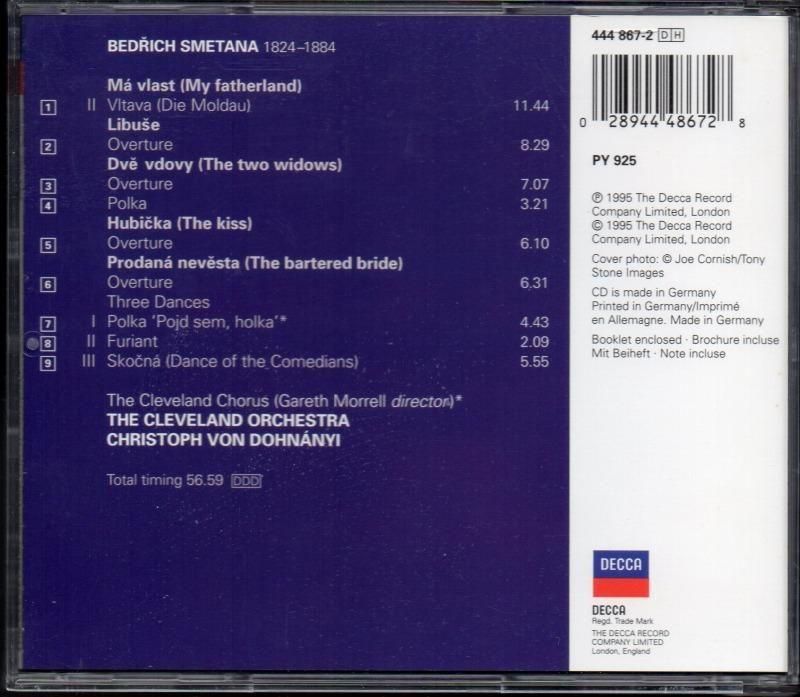 BEDŘICH SMETANA 1824–1884
Má vlast (My fatherland)
1 II Vltava (Die Moldau) 11.44
Libuše
2 Overture 8.29
Dvě vdovy (The two widows)
3 Overture 7.07
4 Polka 3.21
Hubička (The kiss)
5 Overture 6.10
Prodaná nevěsta (The bartered bride)
6 Overture 6.31
Three Dances
7 I Polka ‘Pojd sem, holka’* 4.43
8 II Furiant 2.09
9 III Skočná (Dance of the Comedians) 5.55
The Cleveland Chorus (Gareth Morrell director)*
THE CLEVELAND ORCHESTRA
CHRISTOPH VON DOHNÁNYI
Total timing 56.59 DDD
444 867-2 DH
0 28944 48672 8
PY 925
℗ 1995 The Decca Record
Company Limited, London
© 1995 The Decca Record
Company Limited, London
Cover photo: © Joe Cornish/Tony
Stone Images
CD is made in Germany
Printed in Germany/Imprimé
en Allemagne. Made in Germany
Booklet enclosed · Brochure incluse
Mit Beiheft · Note incluse
DECCA
DECCA
Regd. Trade Mark
THE DECCA RECORD
COMPANY LIMITED
London, England